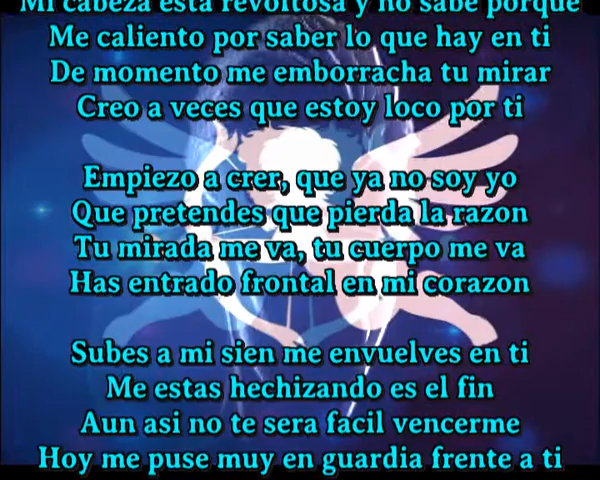 Mi cabeza esta revoltosa y no sabe porque
Me caliento por saber lo que hay en ti
De momento me emborracha tu mirar
Creo a veces que estoy loco por ti
Empiezo a crer, que ya no soy yo
Que pretendes que pierda la razon
Tu mirada me va, tu cuerpo me va
Has entrado frontal en mi corazon
Subes a mi sien me envuelves en ti
Me estas hechizando es el fin
Aun asi no te sera facil vencerme
Hoy me puse muy en guardia frente a ti